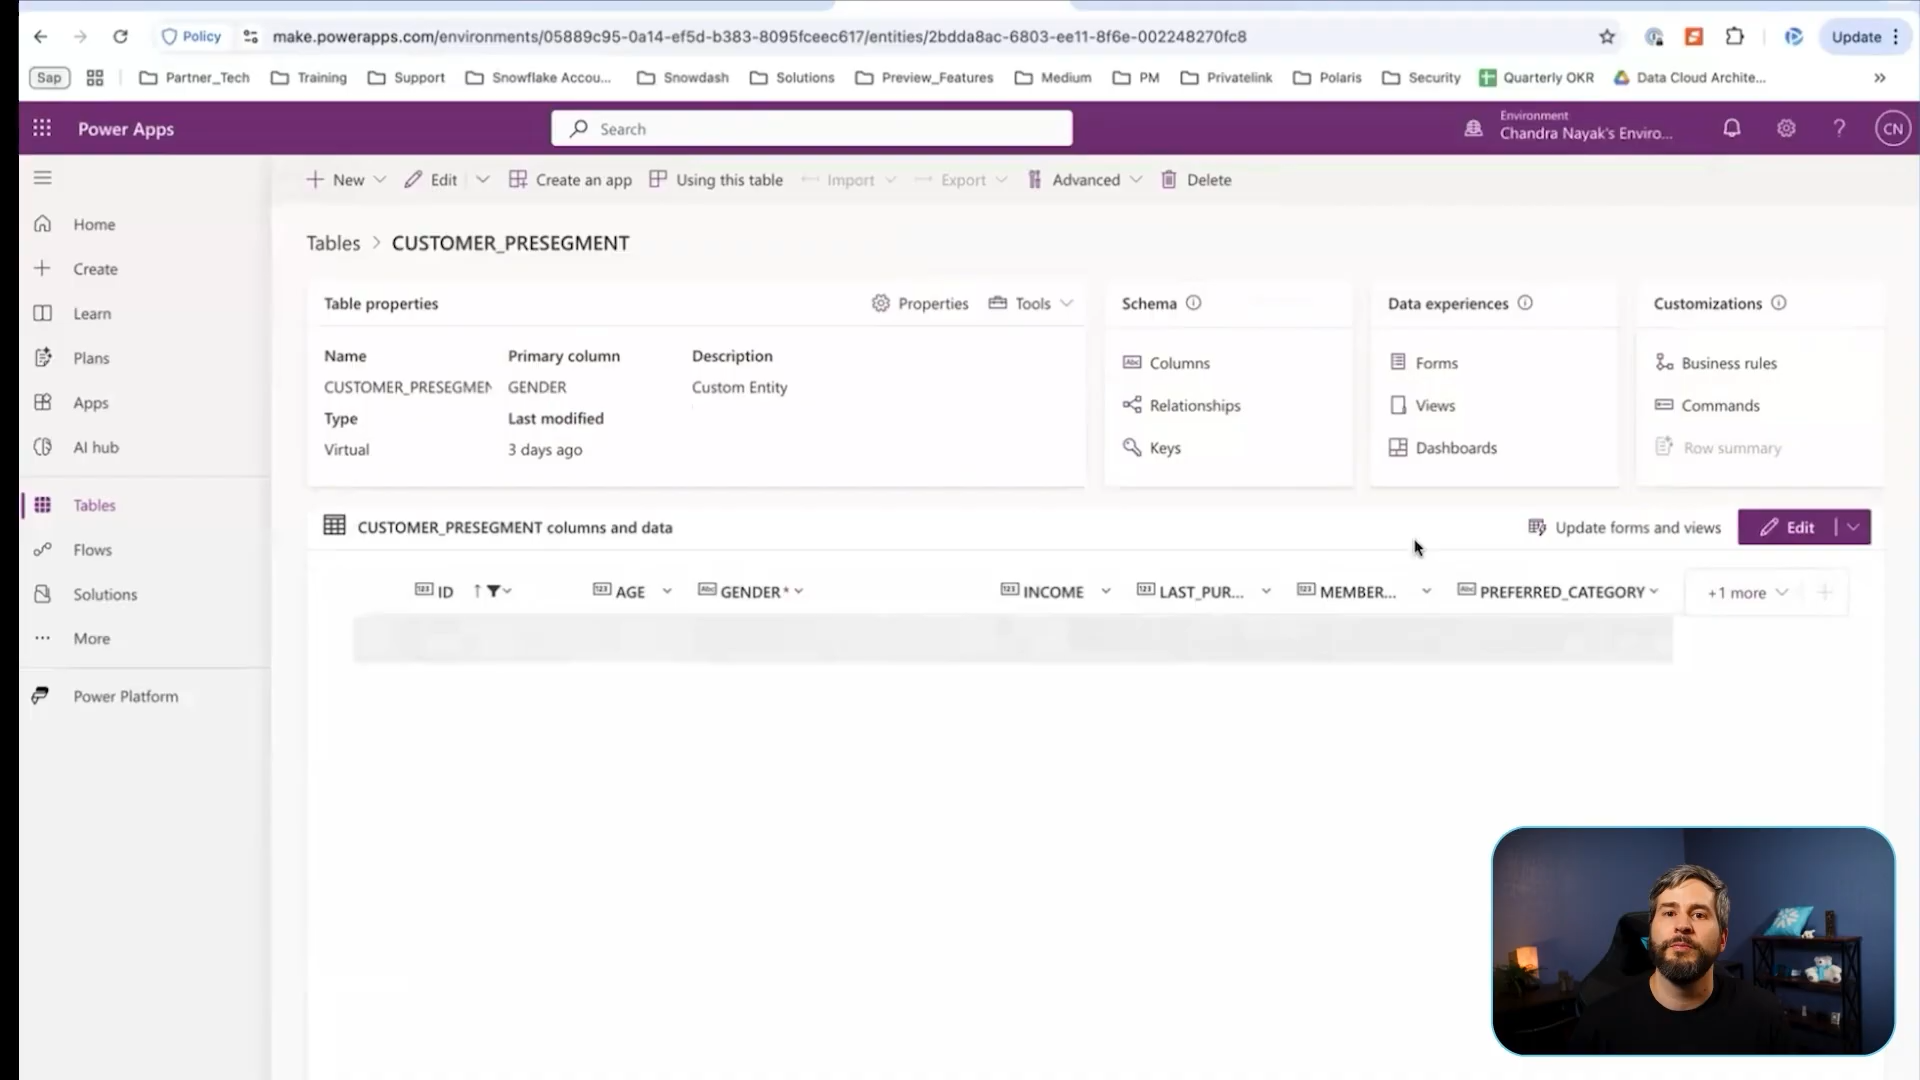 Policy
make.powerapps.com/environments/05889c95-0a14-ef5d-b383-8095fceec617/entities/2bdda8ac-6803-ee11-8f6e-002248270fc8
Update
Sap
Partner_Tech
Training
Support
Snowflake Accou...
Snowdash
Solutions
Preview_Features
Medium
PM
Privatelink
Polaris
Security
Quarterly OKR
Data Cloud Archite...
»
Power Apps
Search
Environment
Chandra Nayak's Enviro...
?
CN
New
Edit
Create an app
Using this table
Import
Export
Advanced
Delete
Home
Create
Learn
Plans
Apps
AI hub
Tables
Flows
Solutions
More
Power Platform
Tables > CUSTOMER_PRESEGMENT
Table properties
Properties
Tools
Name
Primary column
Description
CUSTOMER_PRESEGMEN
GENDER
Custom Entity
Type
Last modified
Virtual
3 days ago
Schema
Columns
Relationships
Keys
Data experiences
Forms
Views
Dashboards
Customizations
Business rules
Commands
Row summary
CUSTOMER_PRESEGMENT columns and data
Update forms and views
Edit
ID
AGE
GENDER *
INCOME
LAST_PUR...
MEMBER...
PREFERRED_CATEGORY
+1 more